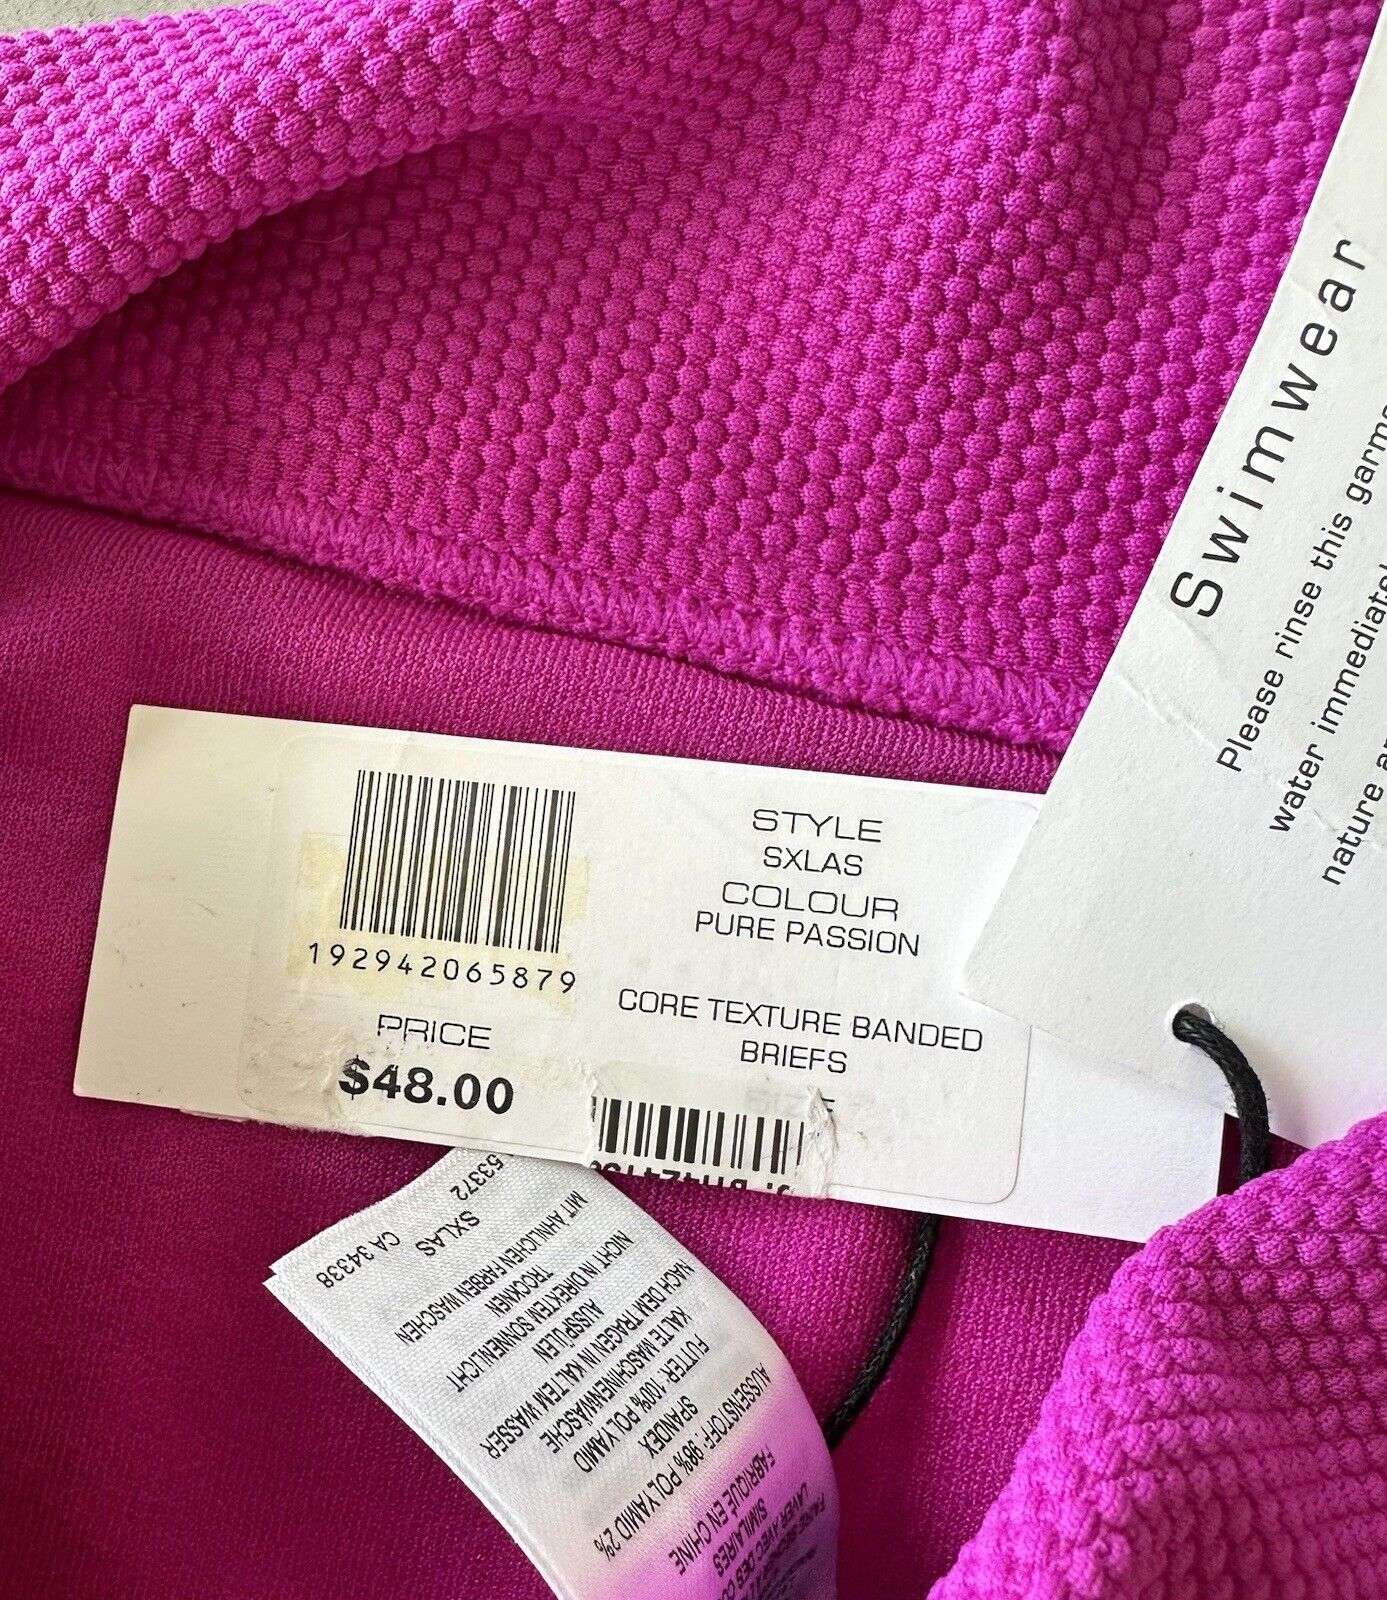 Swimwear
Please rinse this garme
water immediatel
nature a
192942065879
PRICE
$48.00
STYLE
SXLAS
COLOUR
PURE PASSION
CORE TEXTURE BANDED
BRIEFS
53372
SXLAS
CA 34338
AUSSENSTOFF: 98% POLYAMID 2%
SPANDEX
FUTTER: 100% POLYAMID
KALTE MASCHINENWÄSCHE
NACH DEM TRAGEN IN KALTEM WASSER
AUSSPÜLEN
NICHT IN DIREKTEM SONNENLICHT
TROCKNEN
MIT ÄHNLICHEN FARBEN WASCHEN
SIMILAIRES
FABRIQUÉ EN CHINE